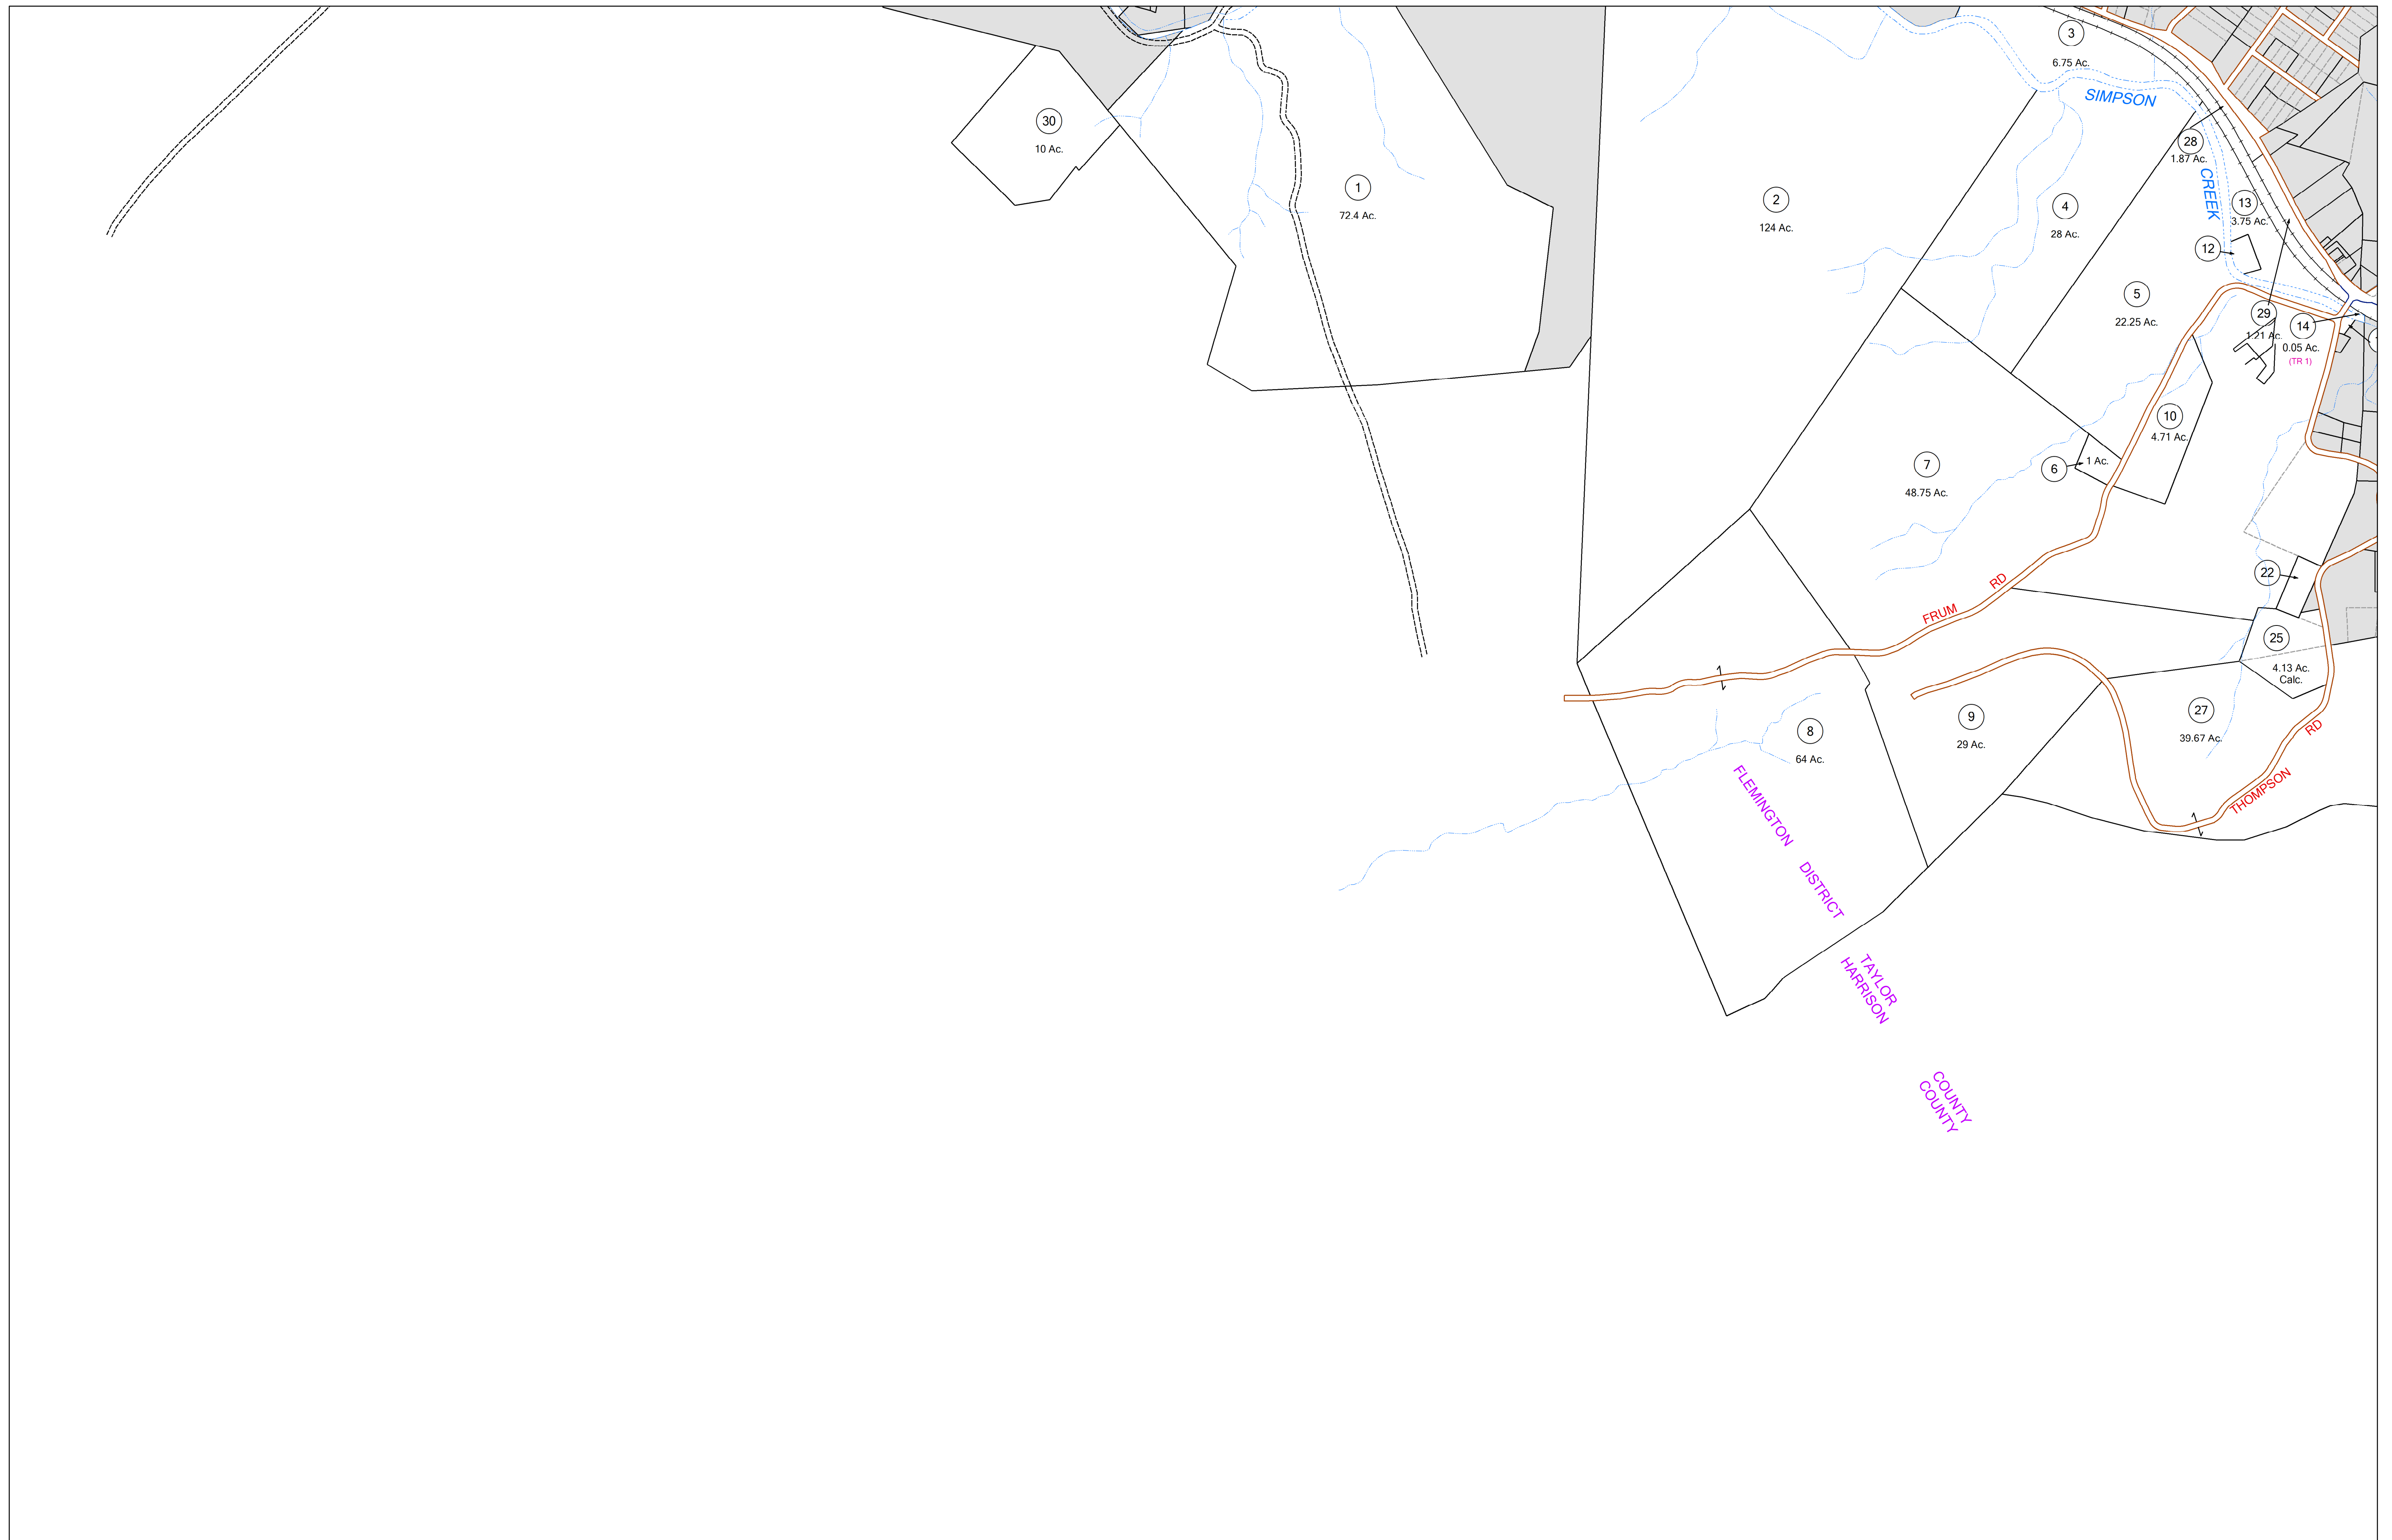 3
6.75 Ac.
SIMPSON
30
10 Ac.
28
1.87 Ac.
CREEK
1
72.4 Ac.
2
124 Ac.
4
28 Ac.
13
3.75 Ac.
12
5
22.25 Ac.
29
1.21 Ac.
14
0.05 Ac.
(TR 1)
10
4.71 Ac.
7
48.75 Ac.
6
1 Ac.
22
FRUM RD
25
4.13 Ac.
Calc.
27
39.67 Ac.
9
29 Ac.
8
64 Ac.
THOMPSON RD
FLEMINGTON DISTRICT
TAYLOR COUNTY
HARRISON COUNTY